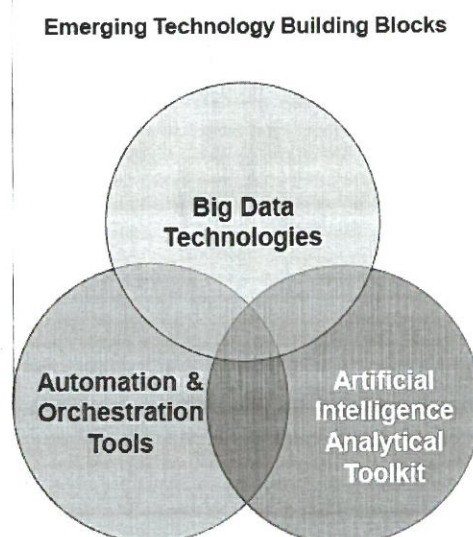 Emerging Technology Building Blocks
Big Data
Technologies
Automation &
Orchestration
Tools
Artificial
Intelligence
Analytical
Toolkit